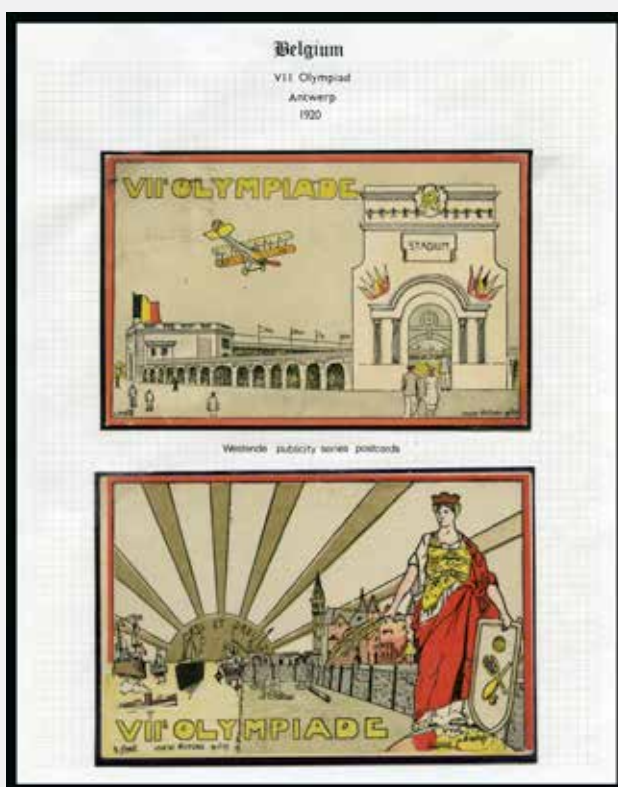 Belgium
VII Olympiad
Antwerp
1920
VIIᵉ OLYMPIADE
STADIUM
Westende publicity series postcards
VIIᵉ OLYMPIADE